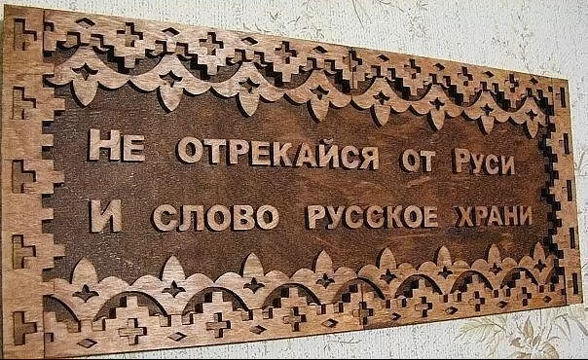 Не отрекайся от Руси
и слово русское храни